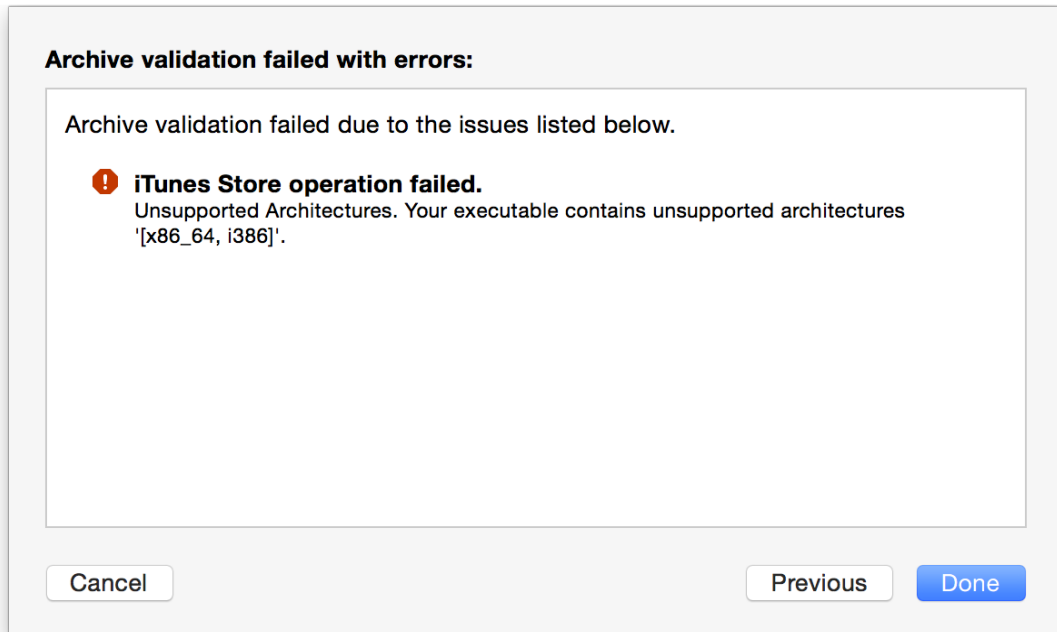 Archive validation failed with errors:
Archive validation failed due to the issues listed below.
iTunes Store operation failed.
Unsupported Architectures. Your executable contains unsupported architectures
'[x86_64, i386]'.
Cancel
Previous
Done